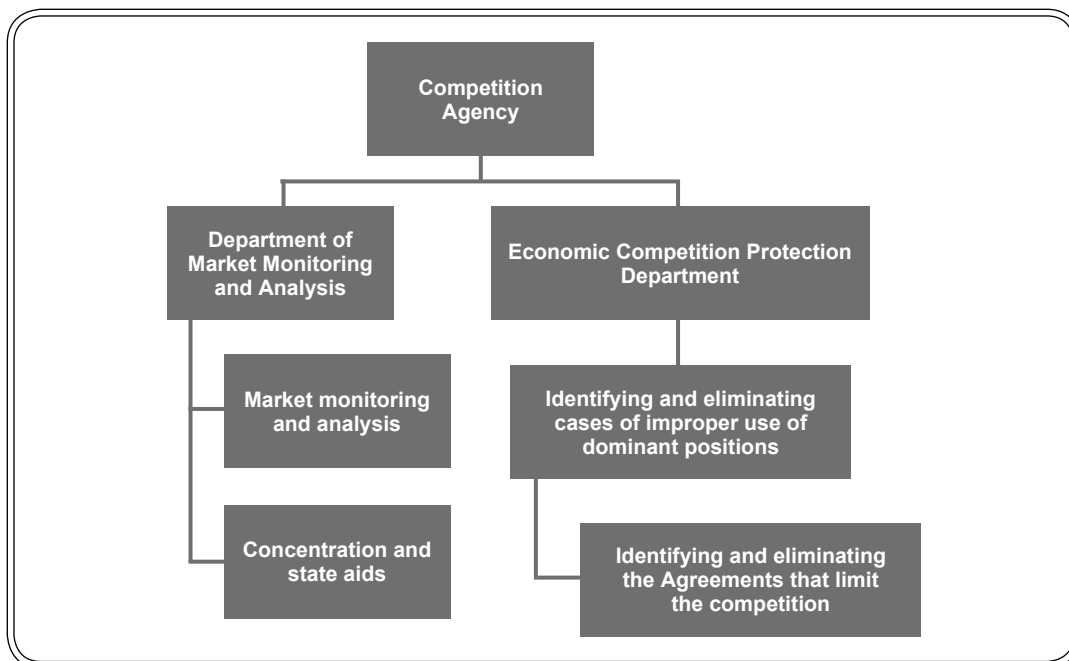 Competition
Agency
Department of
Market Monitoring
and Analysis
Economic Competition Protection
Department
Market monitoring
and analysis
Identifying and eliminating
cases of improper use of
dominant positions
Concentration and
state aids
Identifying and eliminating
the Agreements that limit
the competition